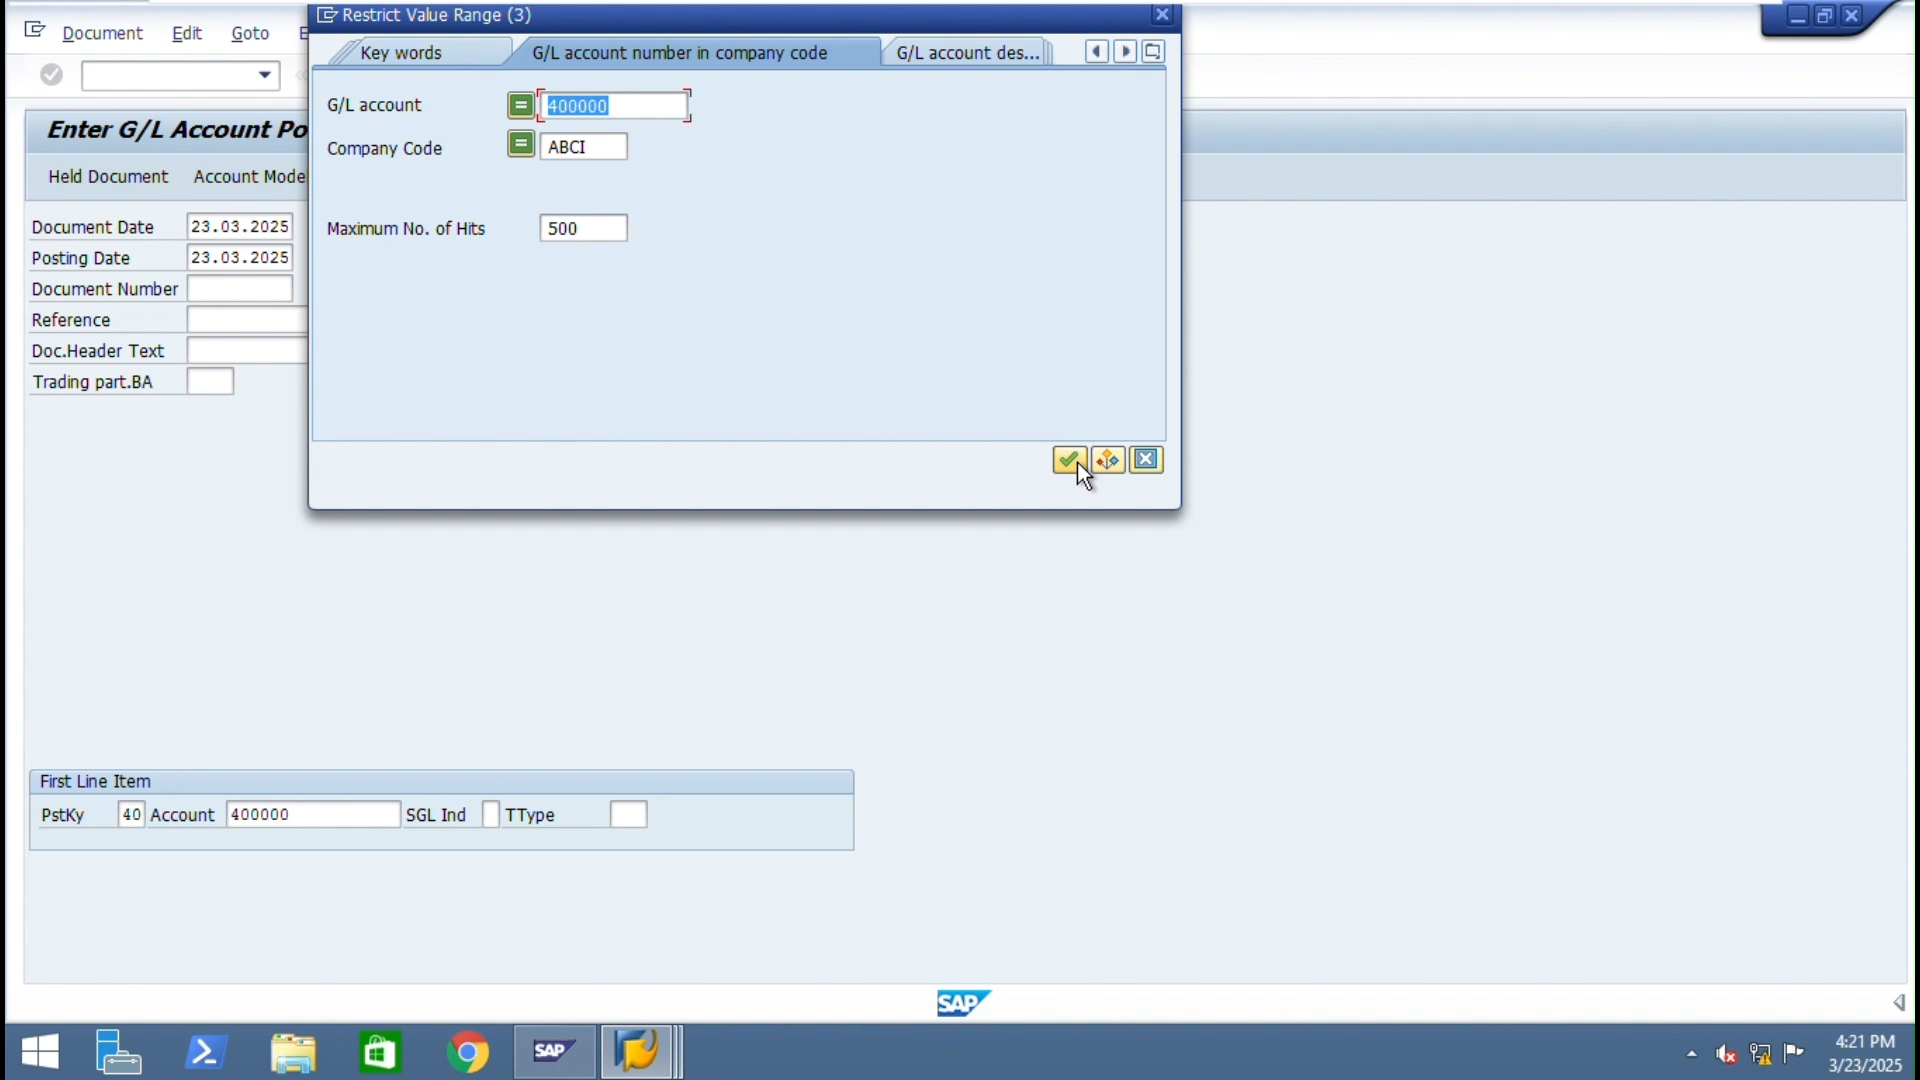 Restrict Value Range (3)
Document Edit Goto E
Key words G/L account number in company code G/L account des...
G/L account 400000
Company Code ABCI
Maximum No. of Hits 500
Enter G/L Account Po
Held Document Account Mode
Document Date 23.03.2025
Posting Date 23.03.2025
Document Number
Reference
Doc.Header Text
Trading part.BA
First Line Item
PstKy 40 Account 400000 SGL Ind TType
SAP
SAP
4:21 PM
3/23/2025